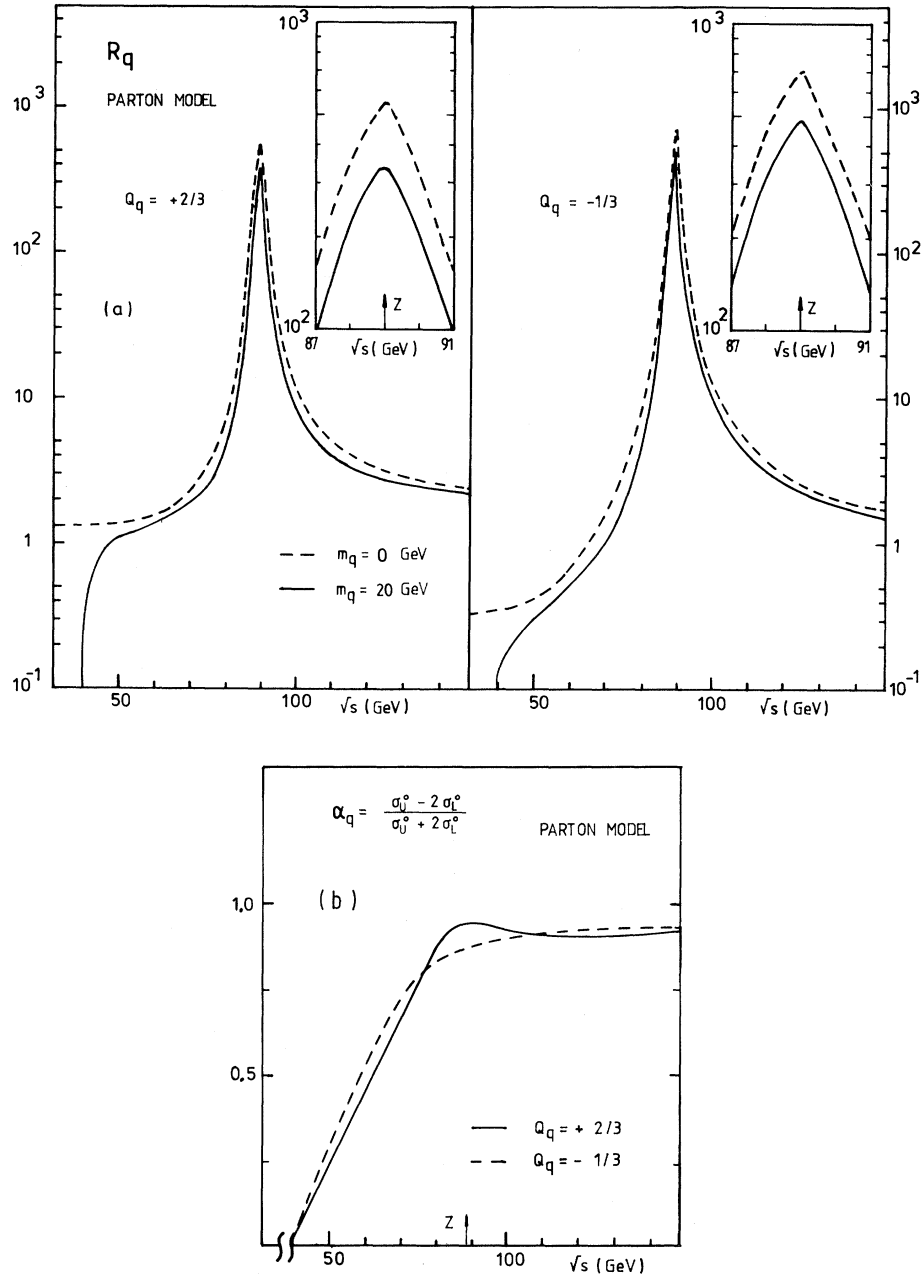 R_q
PARTON MODEL
Q_q = +2/3
(a)
10^3
10^2
10
1
10^-1
50
100
√s (GeV)
m_q = 0 GeV
m_q = 20 GeV
10^3
10^2
87
91
√s (GeV)
Z
Q_q = -1/3
10^3
10^2
87
91
√s (GeV)
Z
10^3
10^2
10
1
10^-1
50
100
√s (GeV)
α_q = (σ_U° - 2σ_L°) / (σ_U° + 2σ_L°)
PARTON MODEL
(b)
1,0
0,5
Q_q = + 2/3
Q_q = - 1/3
Z
50
100
√s (GeV)